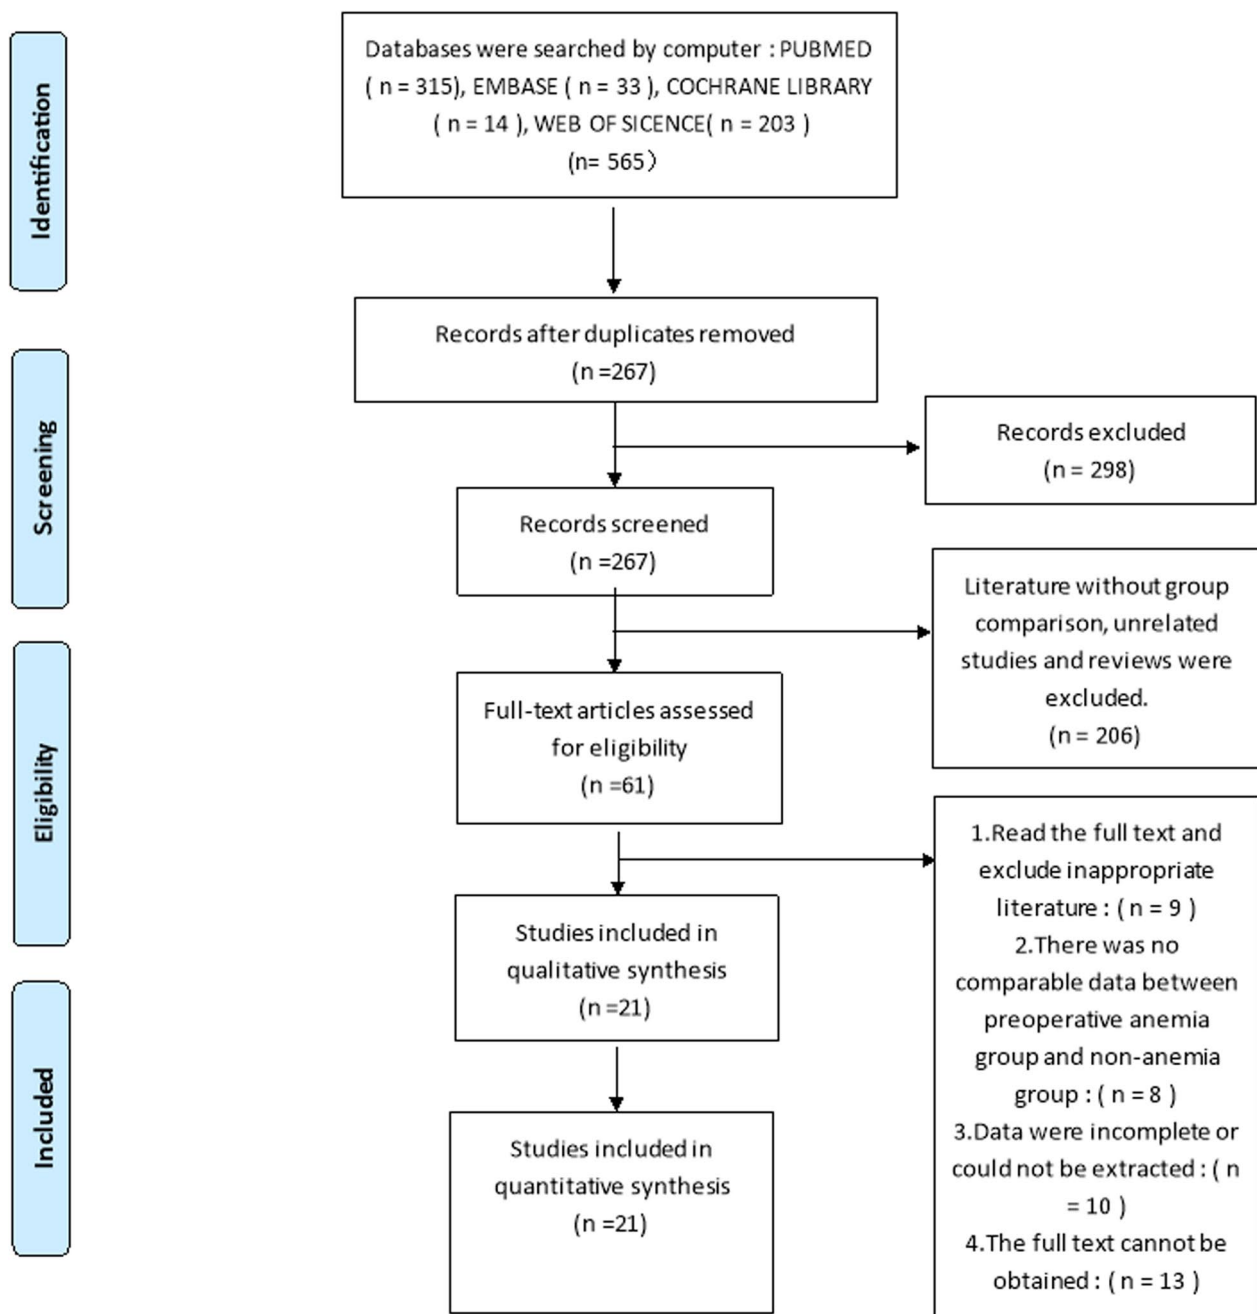 Identification
Databases were searched by computer : PUBMED
( n = 315), EMBASE ( n = 33 ), COCHRANE LIBRARY
( n = 14 ), WEB OF SICENCE( n = 203 )
(n= 565）
Records after duplicates removed
(n =267)
Screening
Records excluded
(n = 298)
Records screened
(n =267)
Literature without group
comparison, unrelated
studies and reviews were
excluded.
(n = 206)
Eligibility
Full-text articles assessed
for eligibility
(n =61)
1.Read the full text and
exclude inappropriate
literature : ( n = 9 )
2.There was no
comparable data between
preoperative anemia
group and non-anemia
group : ( n = 8 )
3.Data were incomplete or
could not be extracted : ( n
= 10 )
4.The full text cannot be
obtained : ( n = 13 )
Studies included in
qualitative synthesis
(n =21)
Included
Studies included in
quantitative synthesis
(n =21)